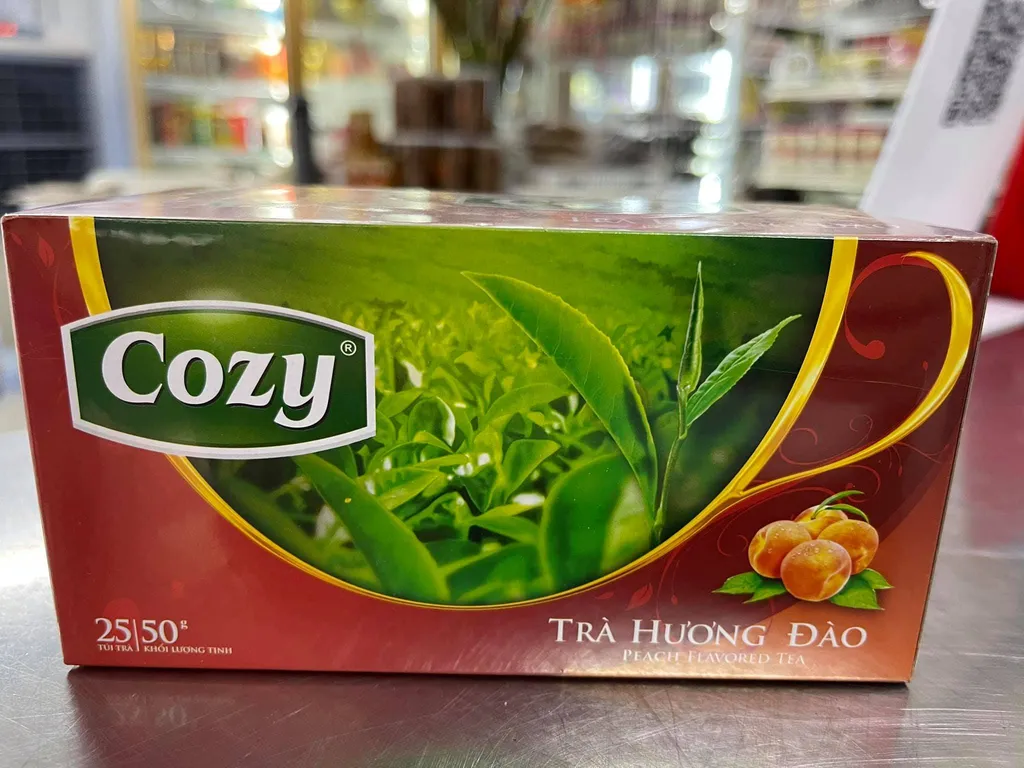 Cozy®
25|50g
TÚI TRÀ | KHỐI LƯỢNG TỊNH
TRÀ HƯƠNG ĐÀO
PEACH FLAVORED TEA